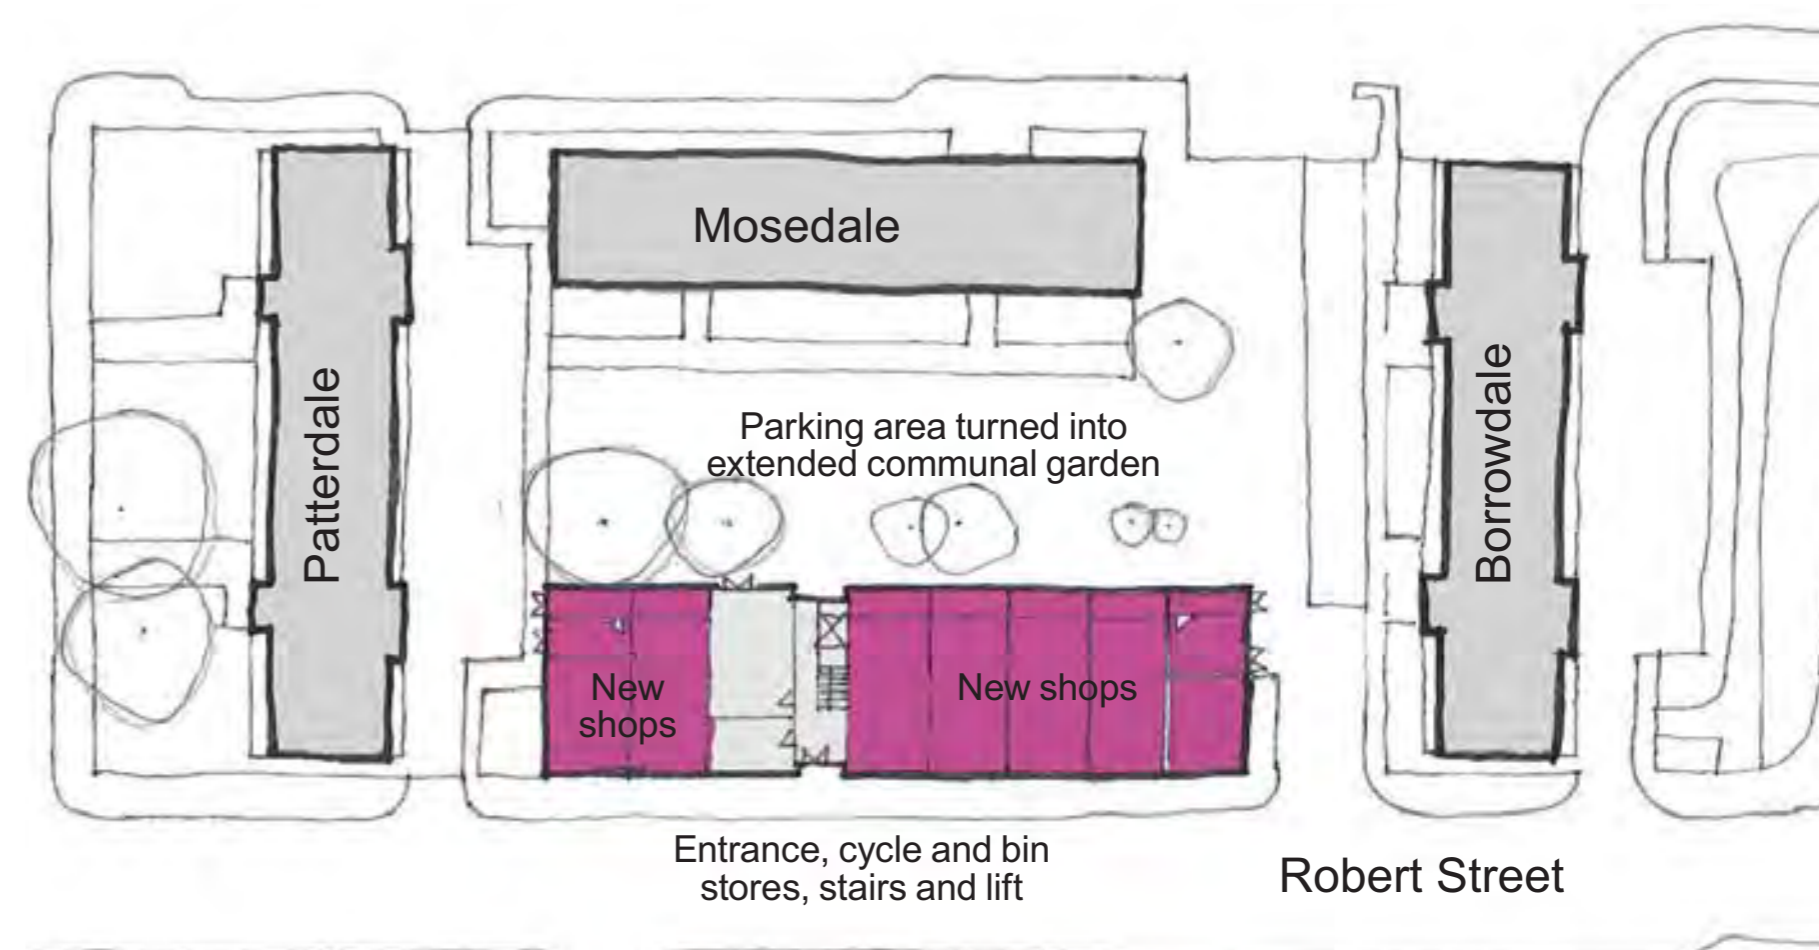 Mosedale
Patterdale
Borrowdale
Parking area turned into
extended communal garden
New
shops
New shops
Entrance, cycle and bin
stores, stairs and lift
Robert Street